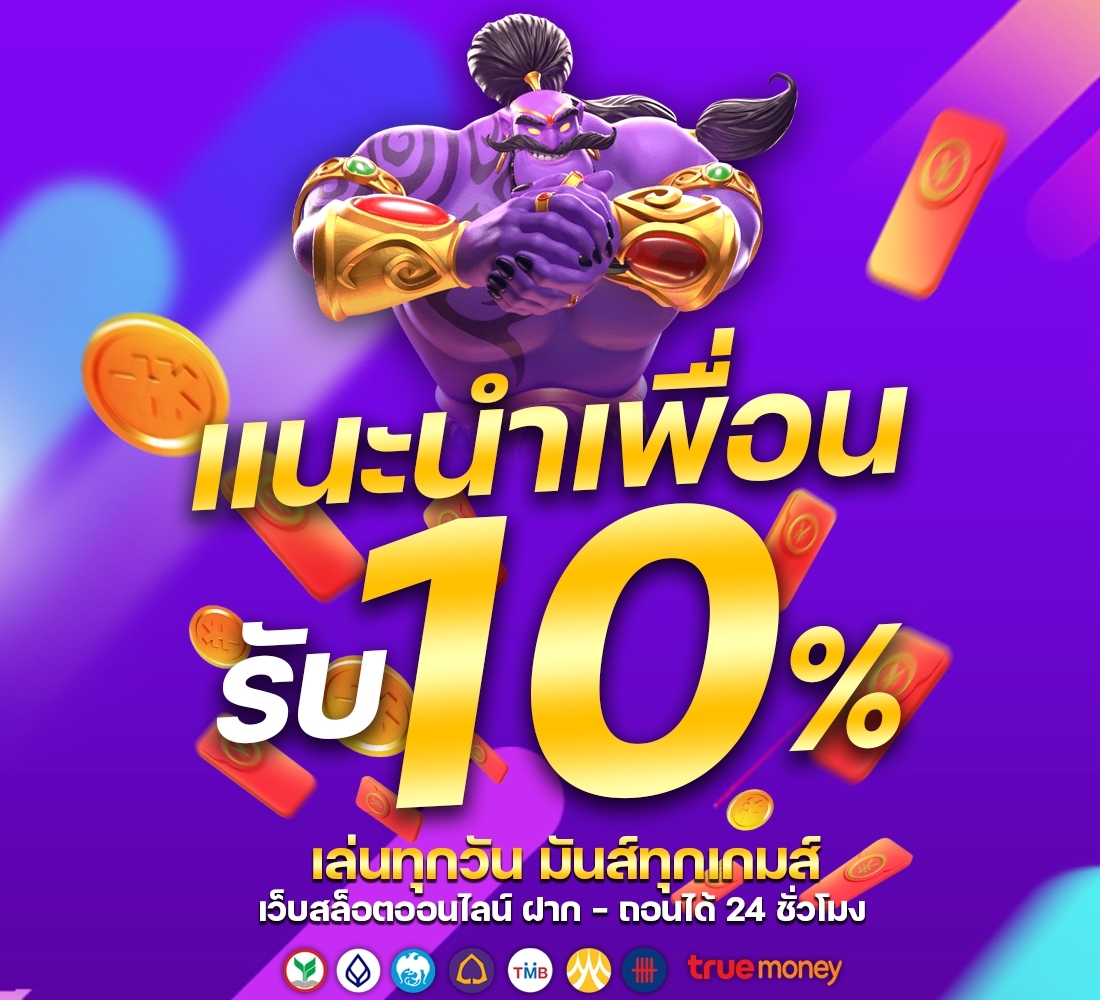 แนะนำเพื่อน
รับ 10%
เล่นทุกวัน มันส์ทุกเกมส์
เว็บสล็อตออนไลน์ ฝาก - ถอนได้ 24 ชั่วโมง
TMB truemoney